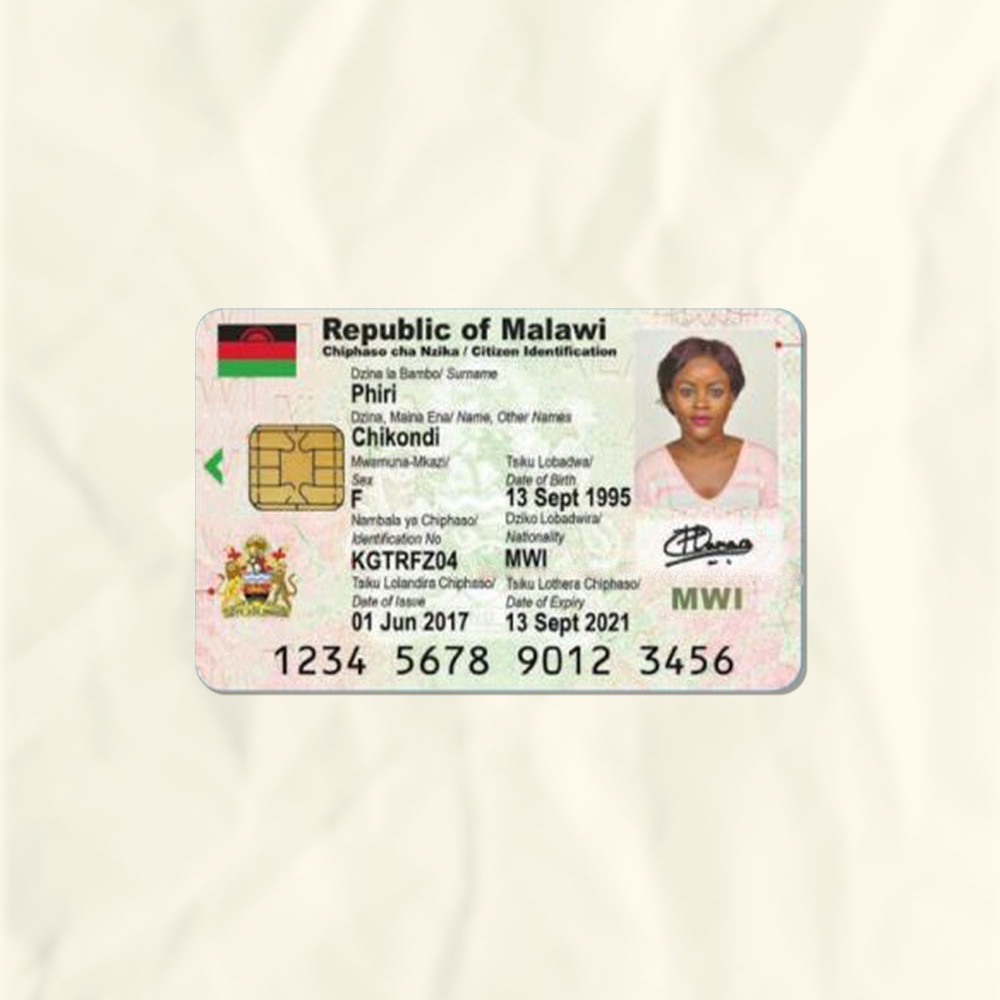 Republic of Malawi
Chiphaso cha Nzika / Citizen Identification
Dzina la Bambo/ Surname
Phiri
Dzina, Maina Ena/ Name, Other Names
Chikondi
Mwamuna-Mkazi/ Tsiku Lobadwa/
Sex Date of Birth
F 13 Sept 1995
Nambala ya Chiphaso/ Dziko Lobadwira/
Identification No Nationality
KGTRFZ04 MWI
Tsiku Lolandira Chiphaso/ Tsiku Lothera Chiphaso/
Date of Issue Date of Expiry
01 Jun 2017 13 Sept 2021
MWI
1234 5678 9012 3456